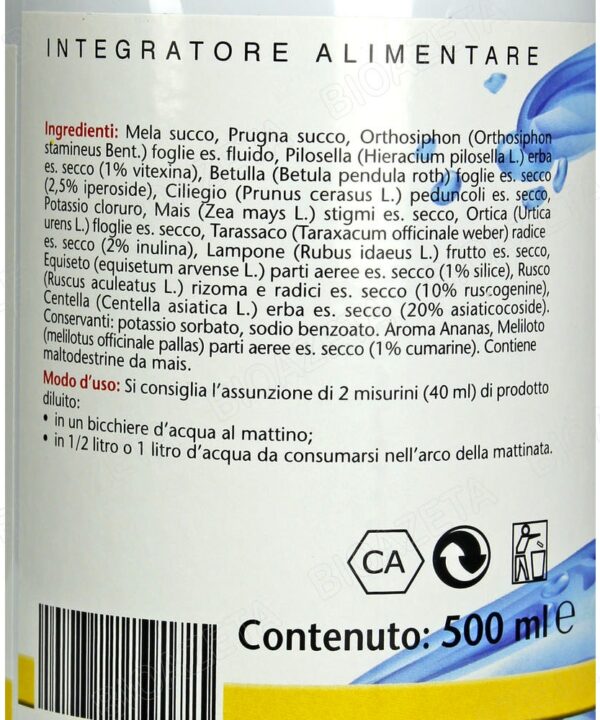 INTEGRATORE ALIMENTARE
Ingredienti: Mela succo, Prugna succo, Orthosiphon (Orthosiphon
stamineus Bent.) foglie es. fluido, Pilosella (Hieracium pilosella L.) erba
es. secco (1% vitexina), Betulla (Betula pendula roth) foglie es. secco
(2,5% iperoside), Ciliegio (Prunus cerasus L.) peduncoli es. secco,
Potassio cloruro, Mais (Zea mays L.) stigmi es. secco, Ortica (Urtica
urens L.) floglie es. secco, Tarassaco (Taraxacum officinale weber) radice
es. secco (2% inulina), Lampone (Rubus idaeus L.) frutto es. secco,
Equiseto (equisetum arvense L.) parti aeree es. secco (1% silice), Rusco
(Ruscus aculeatus L.) rizoma e radici es. secco (10% ruscogenine),
Centella (Centella asiatica L.) erba es. secco (20% asiaticocoside).
Conservanti: potassio sorbato, sodio benzoato. Aroma Ananas, Meliloto
(melilotus officinale pallas) parti aeree es. secco (1% cumarine). Contiene
maltodestrine da mais.
Modo d'uso: Si consiglia l'assunzione di 2 misurini (40 ml) di prodotto
diluito:
• in un bicchiere d'acqua al mattino;
• in 1/2 litro o 1 litro d'acqua da consumarsi nell'arco della mattinata.
CA
Contenuto: 500 ml e
BIOAZETA